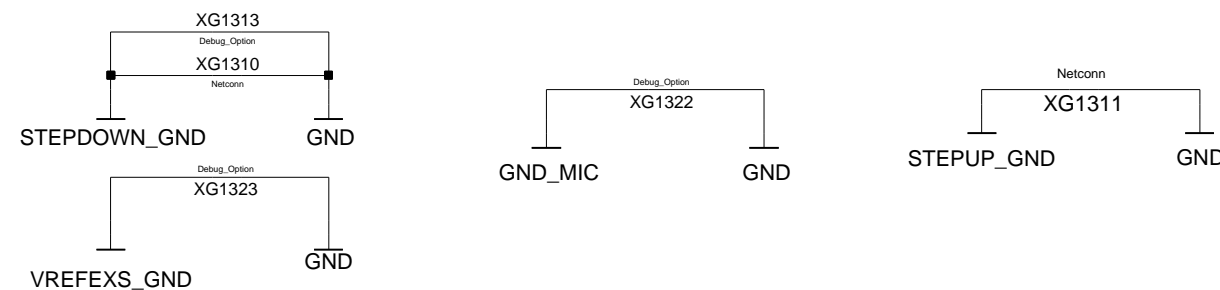 XG1313
Debug_Option
XG1310
Netconn
STEPDOWN_GND GND
Debug_Option
XG1323
VREFEXS_GND GND
Debug_Option
XG1322
GND_MIC GND
Netconn
XG1311
STEPUP_GND GND